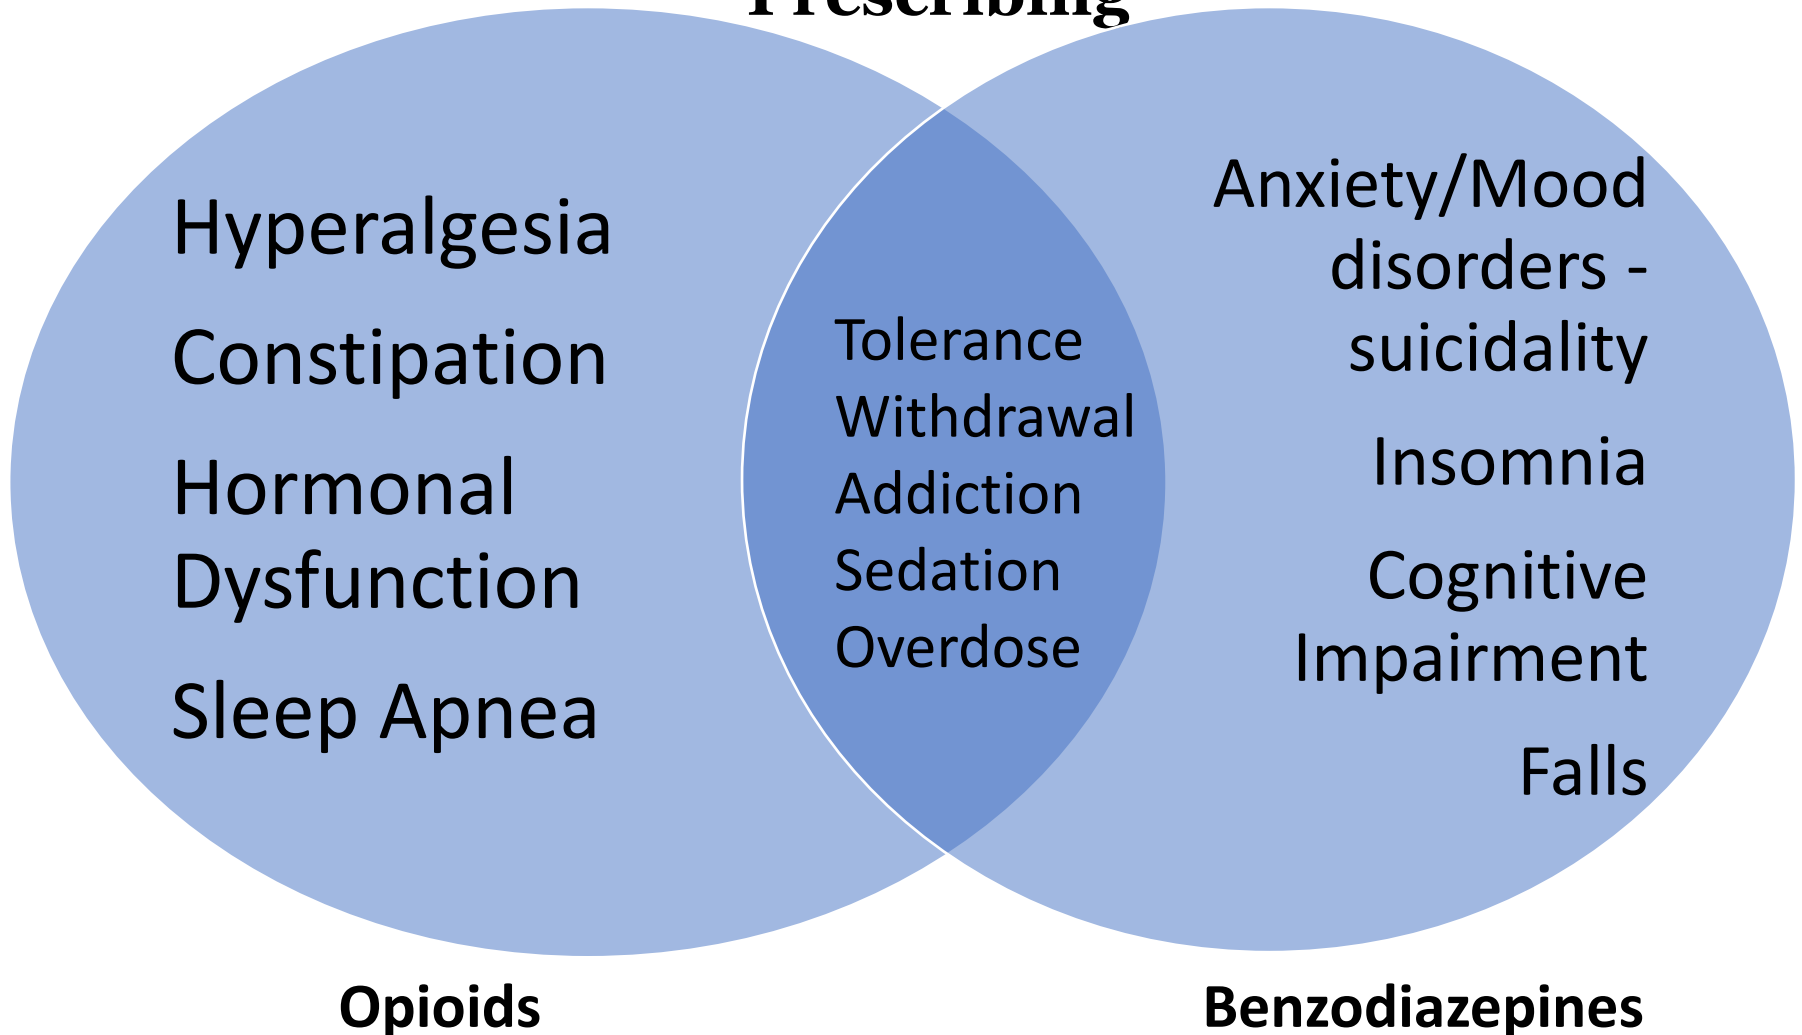 Prescribing
Hyperalgesia
Constipation
Hormonal
Dysfunction
Sleep Apnea
Tolerance
Withdrawal
Addiction
Sedation
Overdose
Anxiety/Mood
disorders -
suicidality
Insomnia
Cognitive
Impairment
Falls
Opioids
Benzodiazepines